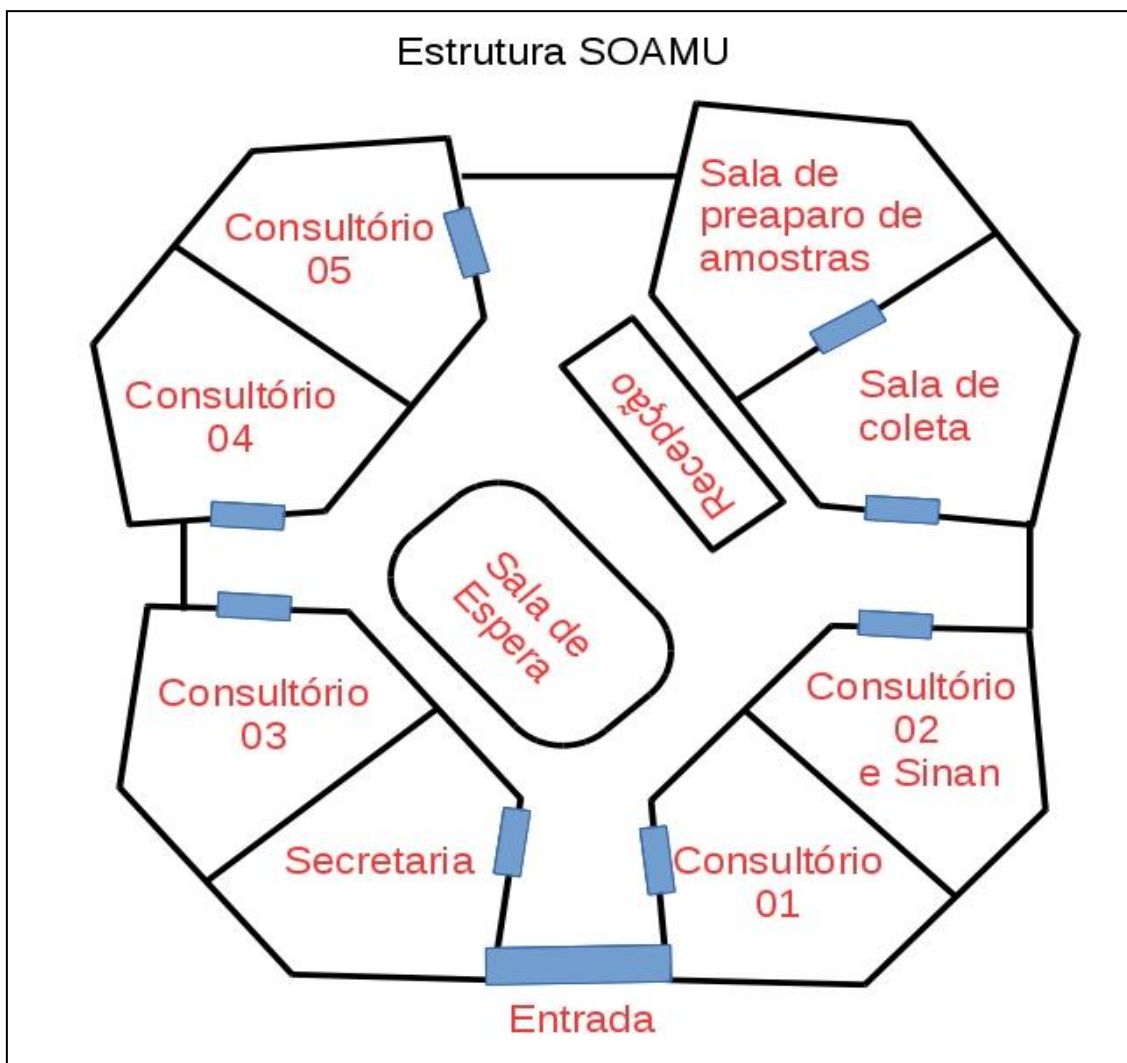 Estrutura SOAMU
Consultório
05
Sala de
preaparo de
amostras
Consultório
04
Sala de
coleta
Recepção
Sala de
Espera
Consultório
03
Consultório
02
e Sinan
Secretaria
Consultório
01
Entrada